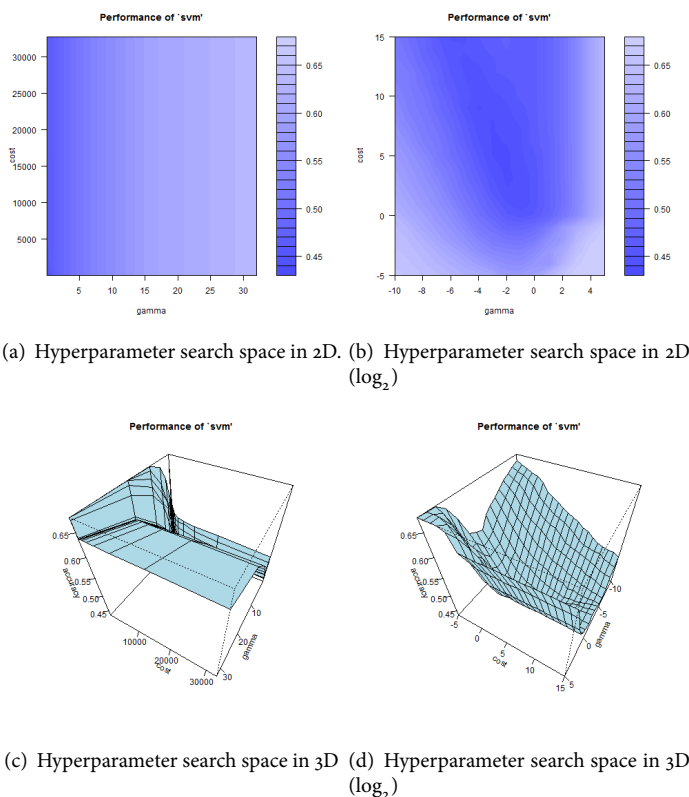 Performance of `svm'
Performance of `svm'
30000
25000
20000
15000
10000
5000
cost
5 10 15 20 25 30
gamma
0.65
0.60
0.55
0.50
0.45
15
10
5
0
-5
cost
-10 -8 -6 -4 -2 0 2 4
gamma
0.65
0.60
0.55
0.50
0.45
(a) Hyperparameter search space in 2D.
(b) Hyperparameter search space in 2D
(log2)
Performance of `svm'
Performance of `svm'
0.65
0.60
0.55
0.50
0.45
accuracy
10000
20000
30000
cost
10
20
30
gamma
0.65
0.60
0.55
0.50
0.45
accuracy
-5
0
5
10
15
cost
-10
-5
0
5
gamma
(c) Hyperparameter search space in 3D
(d) Hyperparameter search space in 3D
(log2)